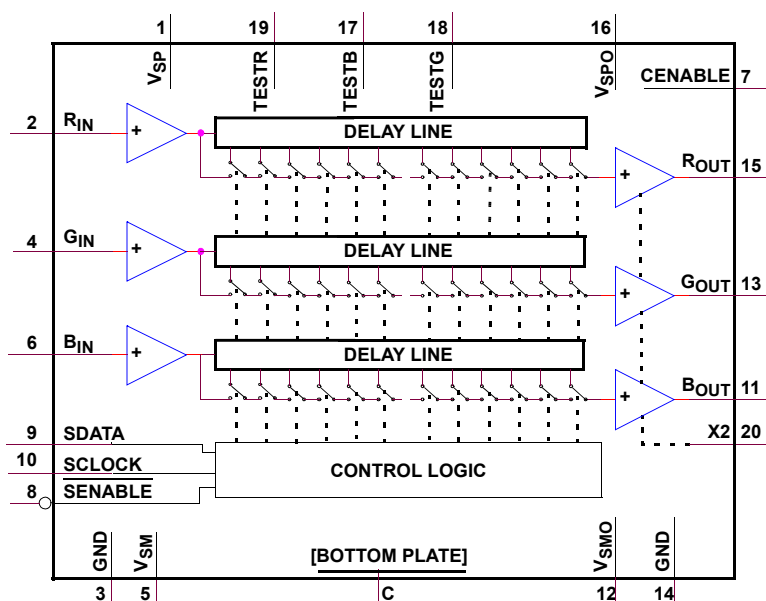 1 19 17 18 16
VSP TESTR TESTB TESTG VSPO
CENABLE 7
2 RIN + DELAY LINE
+ ROUT 15
4 GIN + DELAY LINE
+ GOUT 13
6 BIN + DELAY LINE
+ BOUT 11
9 SDATA
X2 20
10 SCLOCK
CONTROL LOGIC
8 SENABLE
GND VSM [BOTTOM PLATE] VSMO GND
3 5 C 12 14